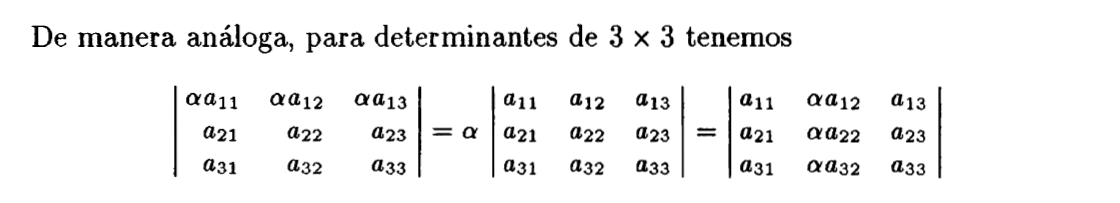 De manera análoga, para determinantes de 3 × 3 tenemos
| αa₁₁ αa₁₂ αa₁₃ | | a₁₁ a₁₂ a₁₃ | | a₁₁ αa₁₂ a₁₃ |
| a₂₁ a₂₂ a₂₃ | = α | a₂₁ a₂₂ a₂₃ | = | a₂₁ αa₂₂ a₂₃ |
| a₃₁ a₃₂ a₃₃ | | a₃₁ a₃₂ a₃₃ | | a₃₁ αa₃₂ a₃₃ |